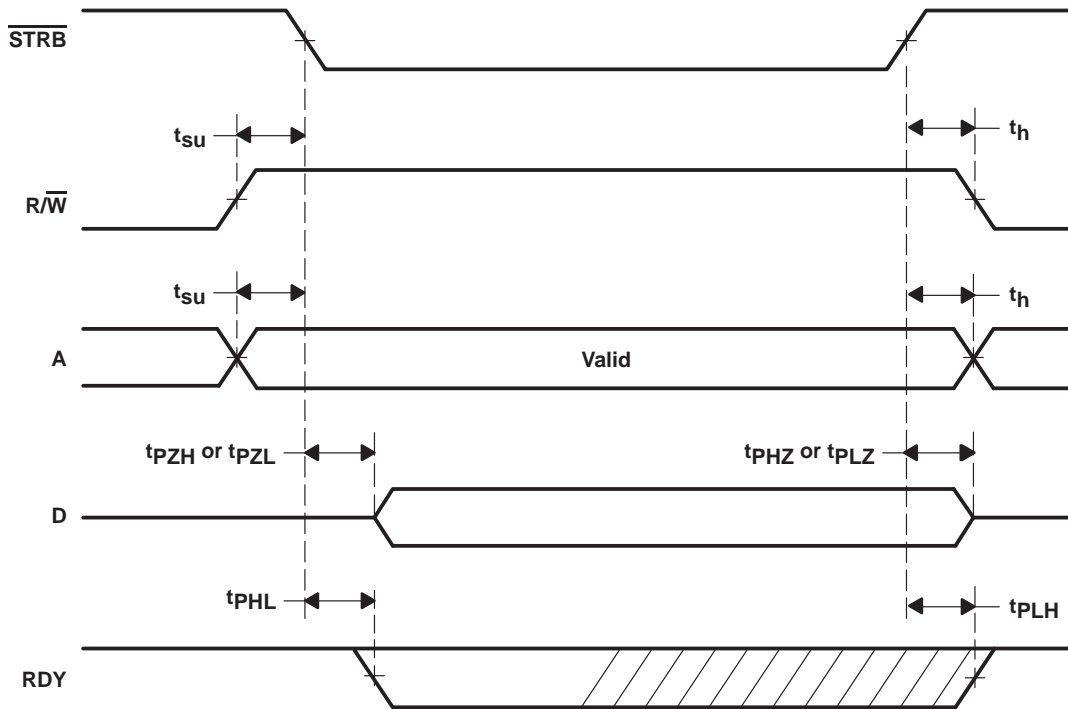 STRB
tsu
th
R/W
tsu
th
A
Valid
tPZH or tPZL
tPHZ or tPLZ
D
tPHL
tPLH
RDY